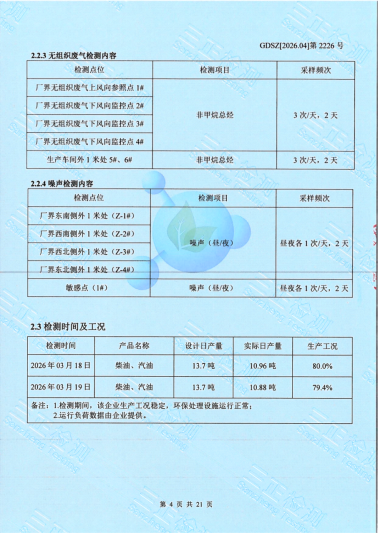 GDSZ[2026.04]第 2226 号
2.2.3 无组织废气检测内容
检测点位 检测项目 采样频次
厂界无组织废气上风向参照点 1# 非甲烷总烃 3 次/天，2 天
厂界无组织废气下风向监控点 2#
厂界无组织废气下风向监控点 3#
厂界无组织废气下风向监控点 4#
生产车间外 1 米处 5#、6# 非甲烷总烃 3 次/天，2 天
2.2.4 噪声检测内容
检测点位 检测项目 采样频次
厂界东南侧外 1 米处（Z-1#） 噪声（昼/夜） 昼夜各 1 次/天，2 天
厂界西南侧外 1 米处（Z-2#）
厂界西北侧外 1 米处（Z-3#）
厂界东北侧外 1 米处（Z-4#）
敏感点（1#） 噪声（昼/夜） 昼夜各 1 次/天，2 天
2.3 检测时间及工况
检测时间 产品名称 设计日产量 实际日产量 生产工况
2026 年 03 月 18 日 柴油、汽油 13.7 吨 10.96 吨 80.0%
2026 年 03 月 19 日 柴油、汽油 13.7 吨 10.88 吨 79.4%
备注：1.检测期间，该企业生产工况稳定，环保处理设施运行正常；
2.运行负荷数据由企业提供。
第 4 页 共 21 页